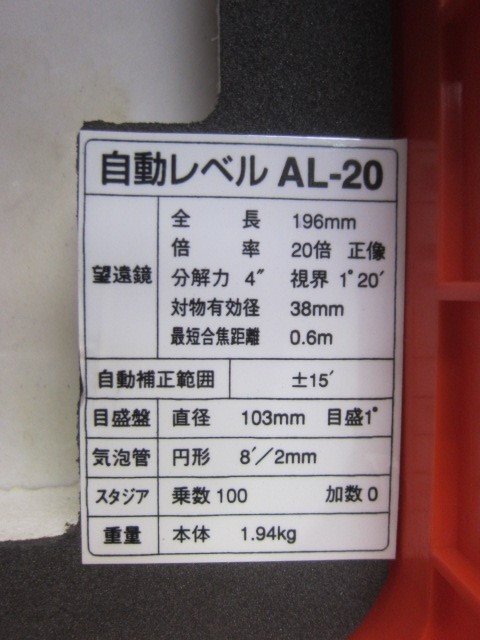 自動レベル AL-20
望遠鏡
全長 196mm
倍率 20倍 正像
分解力 4″ 視界 1°20′
対物有効径 38mm
最短合焦距離 0.6m
自動補正範囲 ±15′
目盛盤 直径 103mm 目盛1°
気泡管 円形 8′／2mm
スタジア 乗数100 加数0
重量 本体 1.94kg